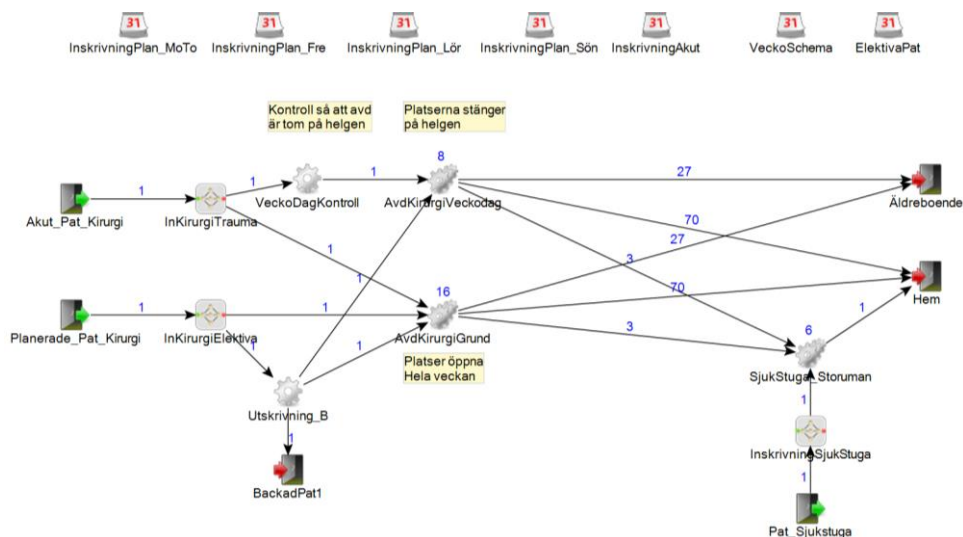 31 31 31 31 31 31 31
InskrivningPlan_MoTo InskrivningPlan_Fre InskrivningPlan_Lör InskrivningPlan_Sön InskrivningAkut VeckoSchema ElektivaPat
Kontroll så att avd
är tom på helgen
Platserna stänger
på helgen
8
1
1
1
27
VeckoDagKontroll
AvdKirurgiVeckodag
Äldreboende
Akut_Pat_Kirurgi
InKirurgiTrauma
70
27
1
3
1
16
70
1
1
1
Hem
Planerade_Pat_Kirurgi
InKirurgiElektiva
AvdKirurgiGrund
1
1
3
6
Platser öppna
Hela veckan
SjukStuga_Storuman
Utskrivning_B
1
1
BackadPat1
InskrivningSjukStuga
1
Pat_Sjukstuga